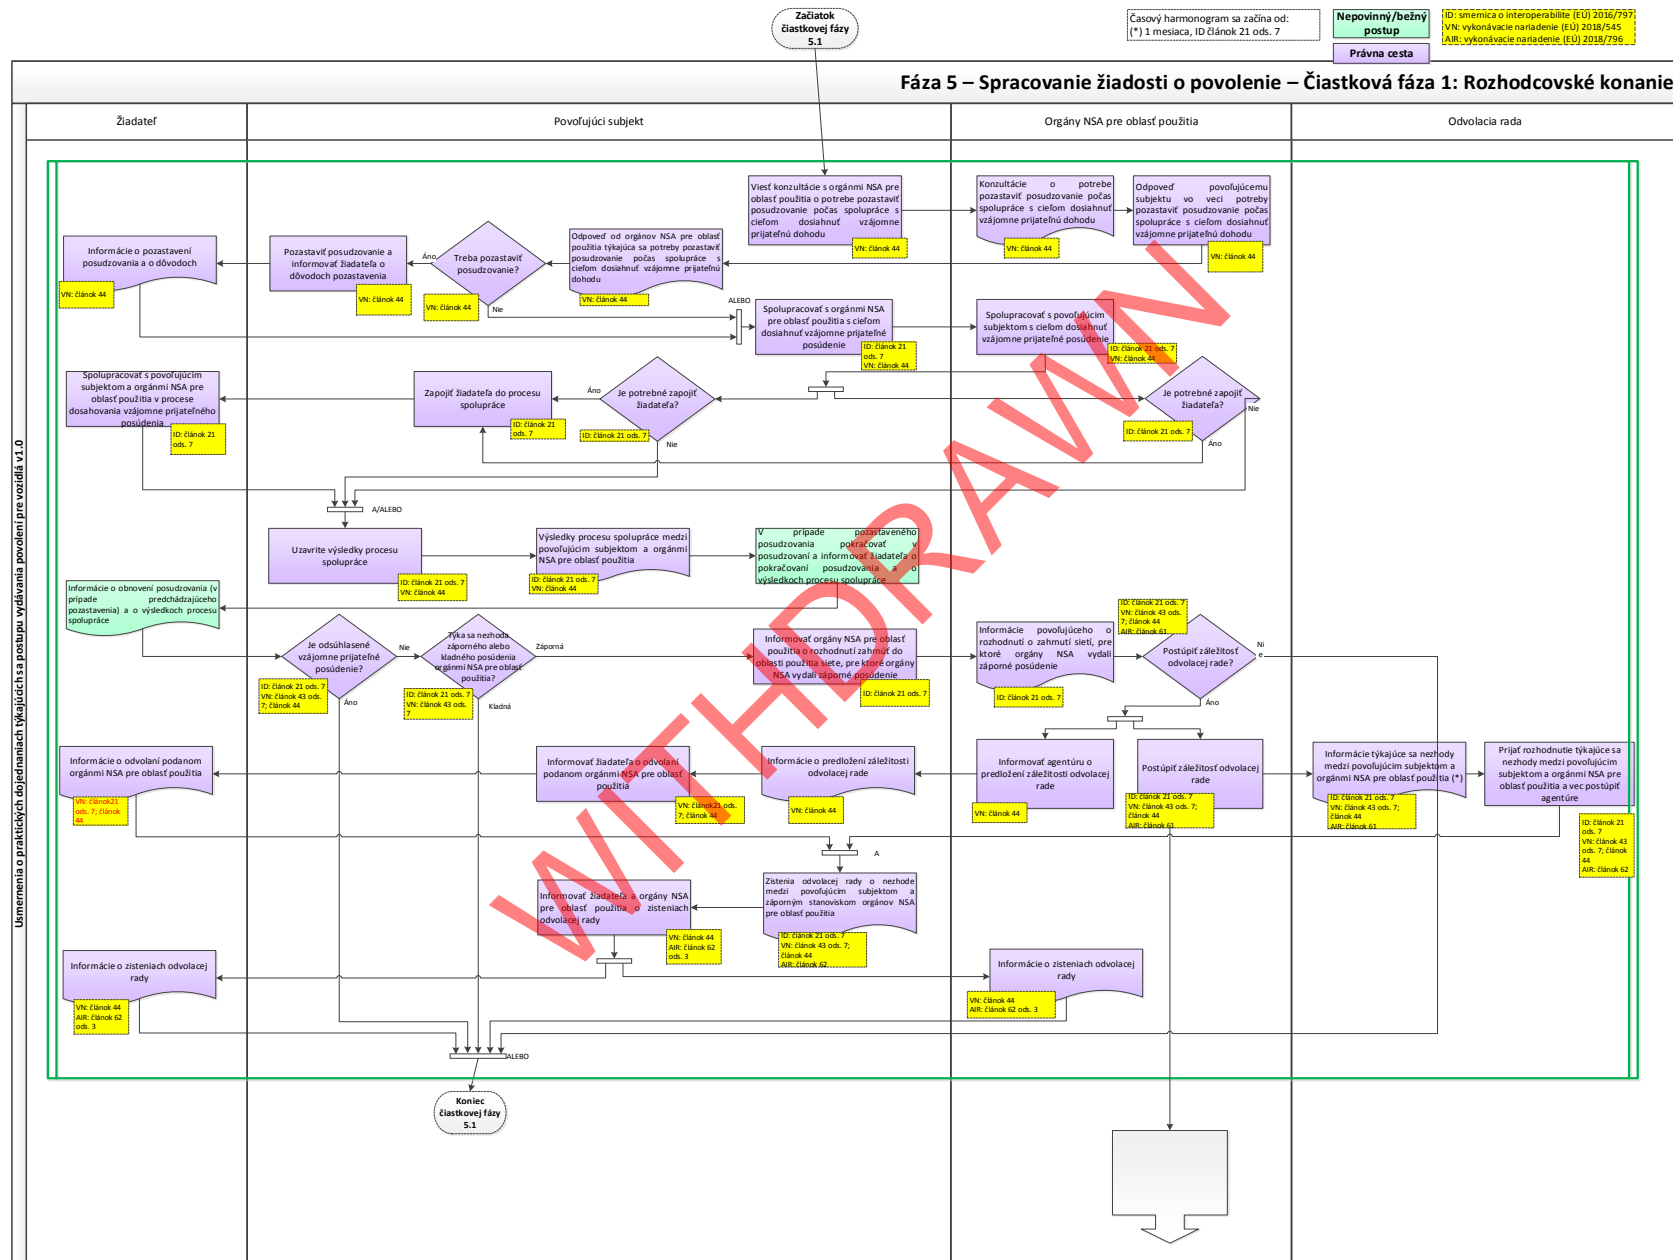 Začiatok
čiastkovej fázy
5.1
Časový harmonogram sa začína od:
(*) 1 mesiaca, ID článok 21 ods. 7
Nepovinný/bežný
postup
Právna cesta
ID: smernica o interoperabilite (EÚ) 2016/797
VN: vykonávacie nariadenie (EÚ) 2018/545
AIR: vykonávacie nariadenie (EÚ) 2018/796
Fáza 5 – Spracovanie žiadosti o povolenie – Čiastková fáza 1: Rozhodcovské konanie
Usmernenia o praktických dojednaniach týkajúcich sa postupu vydávania povolení pre vozidlá v1.0
Žiadateľ
Povoľujúci subjekt
Orgány NSA pre oblasť použitia
Odvolacia rada
Viesť konzultácie s orgánmi NSA pre
oblasť použitia o potrebe pozastaviť
posudzovanie počas spolupráce s
cieľom dosiahnuť vzájomne
prijateľnú dohodu
VN: článok 44
Konzultácie o potrebe
pozastaviť posudzovanie počas
spolupráce s cieľom dosiahnuť
vzájomne prijateľnú dohodu
VN: článok 44
Odpoveď povoľujúcemu
subjektu vo veci potreby
pozastaviť posudzovanie počas
spolupráce s cieľom dosiahnuť
vzájomne prijateľnú dohodu
VN: článok 44
Informácie o pozastavení
posudzovania a o dôvodoch
VN: článok 44
Pozastaviť posudzovanie a
informovať žiadateľa o
dôvodoch pozastavenia
VN: článok 44
Áno
Treba pozastaviť
posudzovanie?
VN: článok 44
Nie
Odpoveď od orgánov NSA pre oblasť
použitia týkajúca sa potreby pozastaviť
posudzovanie počas spolupráce s
cieľom dosiahnuť vzájomne prijateľnú
dohodu
VN: článok 44
ALEBO
Spolupracovať s orgánmi NSA
pre oblasť použitia s cieľom
dosiahnuť vzájomne prijateľné
posúdenie
ID: článok 21
ods. 7
VN: článok 44
Spolupracovať s povoľujúcim
subjektom s cieľom dosiahnuť
vzájomne prijateľné posúdenie
ID: článok 21 ods. 7
VN: článok 44
Spolupracovať s povoľujúcim
subjektom a orgánmi NSA pre
oblasť použitia v procese
dosahovania vzájomne prijateľného
posúdenia
ID: článok 21
ods. 7
Zapojiť žiadateľa do procesu
spolupráce
ID: článok 21
ods. 7
Áno
Je potrebné zapojiť
žiadateľa?
ID: článok 21 ods. 7
Nie
Je potrebné zapojiť
žiadateľa?
Nie
ID: článok 21 ods. 7
Áno
A/ALEBO
Uzavrite výsledky procesu
spolupráce
ID: článok 21 ods. 7
VN: článok 44
Výsledky procesu spolupráce medzi
povoľujúcim subjektom a orgánmi
NSA pre oblasť použitia
ID: článok 21 ods. 7
VN: článok 44
V prípade pozastaveného
posudzovania pokračovať v
posudzovaní a informovať žiadateľa o
pokračovaní posudzovania a o
výsledkoch procesu spolupráce
Informácie o obnovení posudzovania (v
prípade predchádzajúceho
pozastavenia) a o výsledkoch procesu
spolupráce
Je odsúhlasené
vzájomne prijateľné
posúdenie?
ID: článok 21 ods. 7
VN: článok 43 ods.
7; článok 44
Nie
Áno
Týka sa nezhoda
záporného alebo
kladného posúdenia
orgánmi NSA pre oblasť
použitia?
ID: článok 21 ods. 7
VN: článok 43 ods.
7
Záporná
Kladná
Informovať orgány NSA pre oblasť
použitia o rozhodnutí zahrnúť do
oblasti použitia siete, pre ktoré orgány
NSA vydali záporné posúdenie
ID: článok 21 ods. 7
Informácie povoľujúceho o
rozhodnutí o zahrnutí sietí, pre
ktoré orgány NSA vydali
záporné posúdenie
ID: článok 21 ods. 7
ID: článok 21 ods. 7
VN: článok 43 ods.
7; článok 44
AIR: článok 61
Postúpiť záležitosť
odvolacej rade?
Ni
e
Áno
Informácie o odvolaní podanom
orgánmi NSA pre oblasť použitia
VN: článok21
ods. 7; článok
44
Informovať žiadateľa o odvolaní
podanom orgánmi NSA pre oblasť
použitia
VN: článok21 ods.
7; článok 44
Informácie o predložení záležitosti
odvolacej rade
VN: článok 44
Informovať agentúru o
predložení záležitosti odvolacej
rade
VN: článok 44
Postúpiť záležitosť odvolacej
rade
ID: článok 21 ods. 7
VN: článok 43 ods. 7;
článok 44
AIR: článok 61
Informácie týkajúce sa nezhody
medzi povoľujúcim subjektom a
orgánmi NSA pre oblasť použitia (*)
ID: článok 21 ods. 7
VN: článok 43 ods. 7;
článok 44
AIR: článok 61
Prijať rozhodnutie týkajúce sa
nezhody medzi povoľujúcim
subjektom a orgánmi NSA pre
oblasť použitia a vec postúpiť
agentúre
ID: článok 21
ods. 7
VN: článok 43
ods. 7; článok
44
AIR: článok 62
A
Informovať žiadateľa a orgány NSA
pre oblasť použitia o zisteniach
odvolacej rady
VN: článok 44
AIR: článok 62
ods. 3
Zistenia odvolacej rady o nezhode
medzi povoľujúcim subjektom a
záporným stanoviskom orgánov NSA
pre oblasť použitia
ID: článok 21 ods. 7
VN: článok 43 ods. 7;
článok 44
AIR: článok 62
Informácie o zisteniach odvolacej
rady
VN: článok 44
AIR: článok 62
ods. 3
Informácie o zisteniach odvolacej
rady
VN: článok 44
AIR: článok 62 ods. 3
ALEBO
Koniec
čiastkovej fázy
5.1
WITHDRAWN